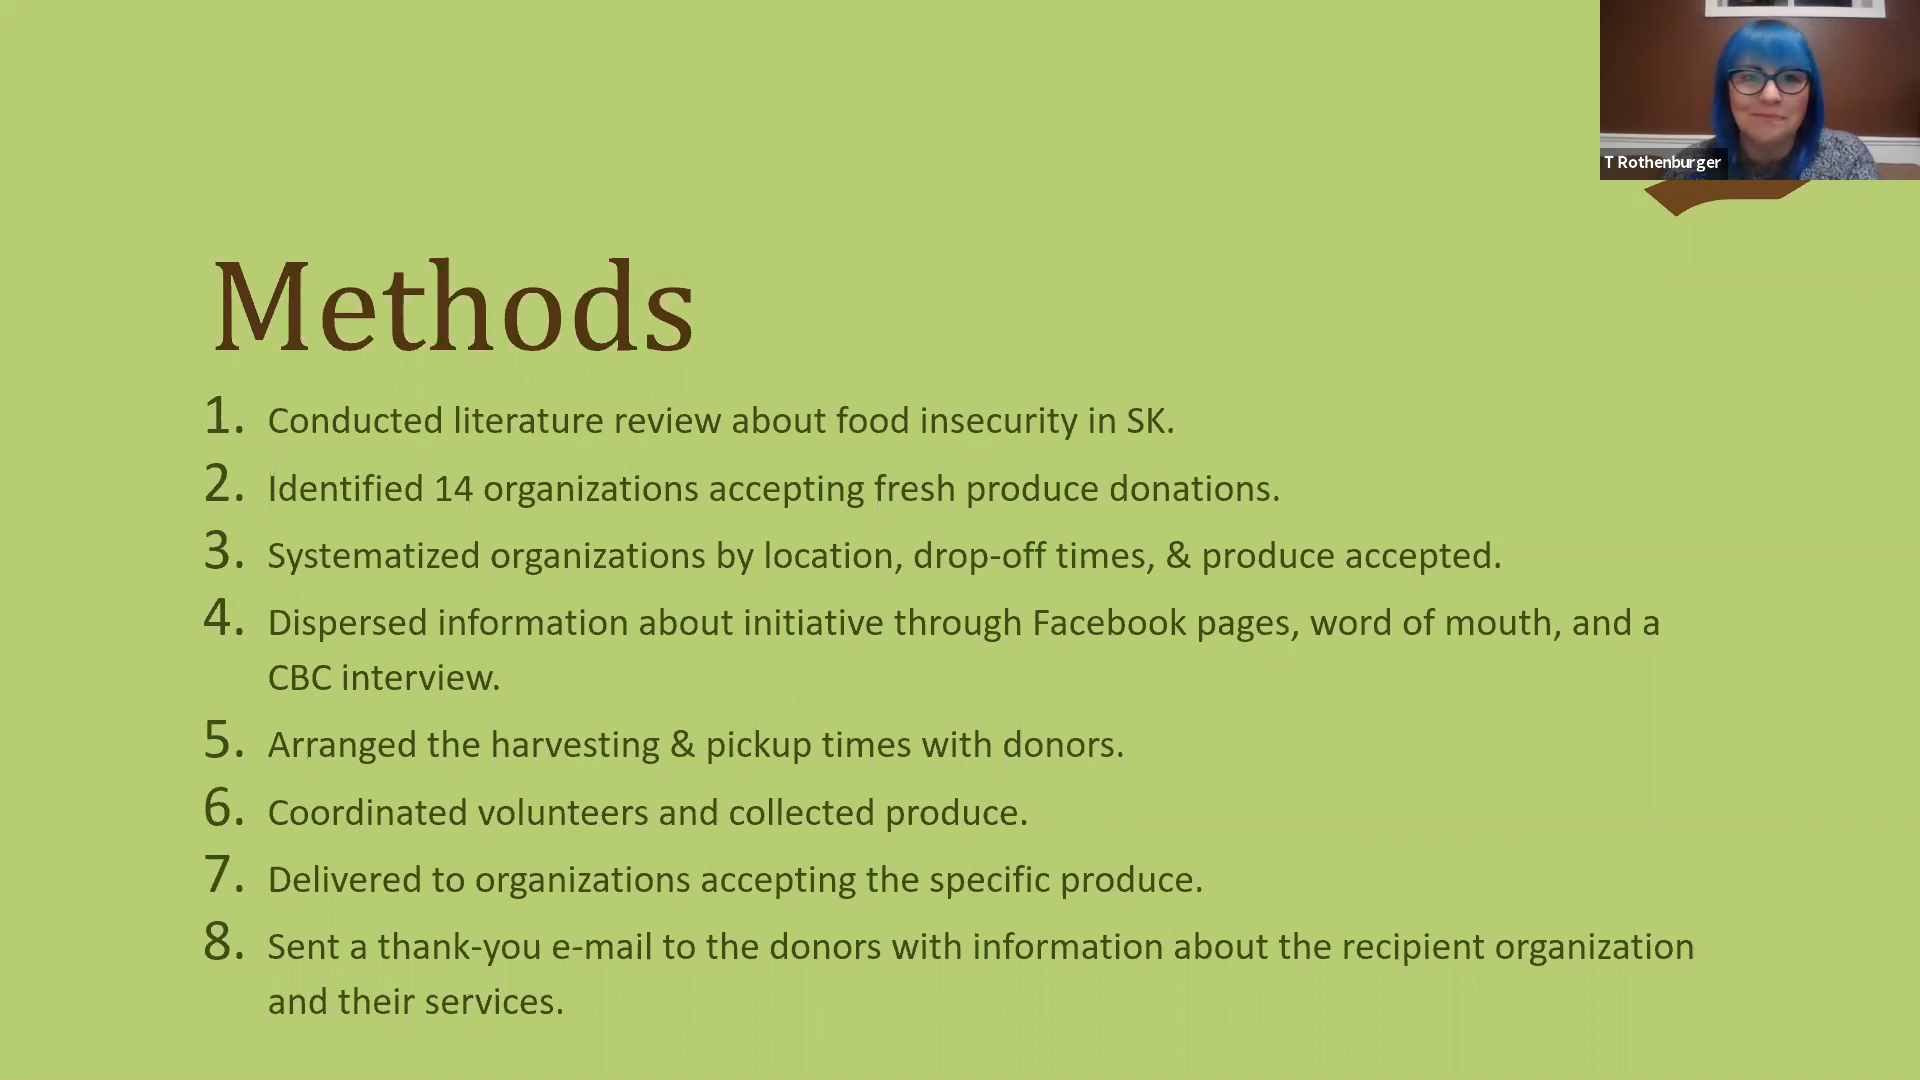 T Rothenburger
Methods
1. Conducted literature review about food insecurity in SK.
2. Identified 14 organizations accepting fresh produce donations.
3. Systematized organizations by location, drop-off times, & produce accepted.
4. Dispersed information about initiative through Facebook pages, word of mouth, and a
CBC interview.
5. Arranged the harvesting & pickup times with donors.
6. Coordinated volunteers and collected produce.
7. Delivered to organizations accepting the specific produce.
8. Sent a thank-you e-mail to the donors with information about the recipient organization
and their services.